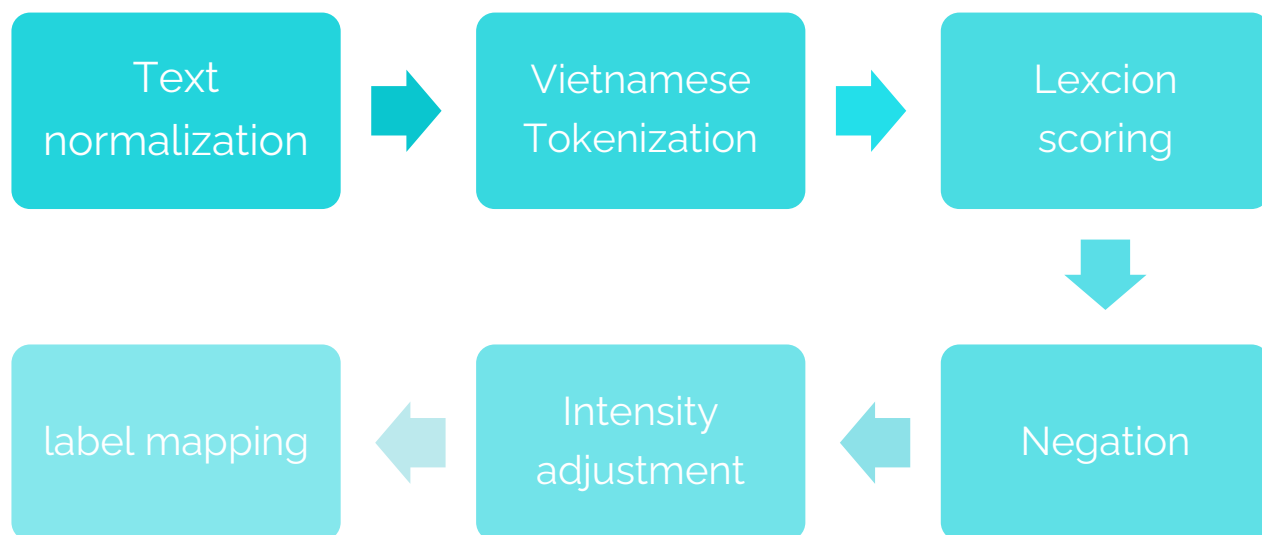 Text
normalization
Vietnamese
Tokenization
Lexcion
scoring
Negation
Intensity
adjustment
label mapping